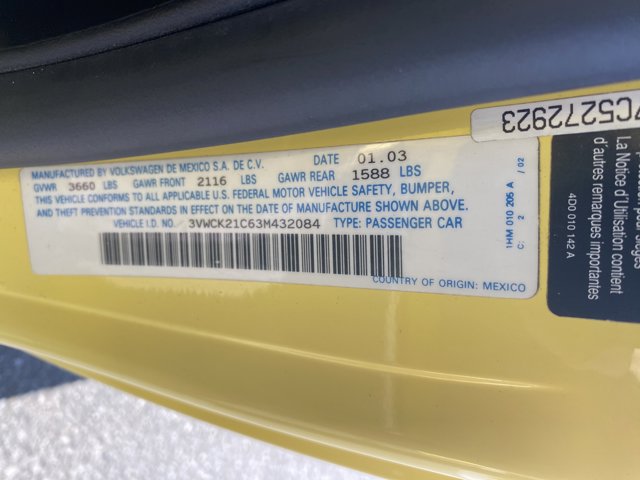 MANUFACTURED BY VOLKSWAGEN DE MEXICO S.A. DE C.V. DATE 01.03
GVWR 3660 LBS GAWR FRONT 2116 LBS GAWR REAR 1588 LBS
THIS VEHICLE CONFORMS TO ALL APPLICABLE U.S. FEDERAL MOTOR VEHICLE SAFETY, BUMPER,
AND THEFT PREVENTION STANDARDS IN EFFECT ON THE DATE OF MANUFACTURE SHOWN ABOVE.
VEHICLE I.D. NO. 3VWCK21C63M432084 TYPE: PASSENGER CAR
COUNTRY OF ORIGIN: MEXICO
1HM 010 205 A / 02
C: 2
7C5272923
La Notice d'Utilisation contient
d'autres remarques importantes
4D0 010 142 A